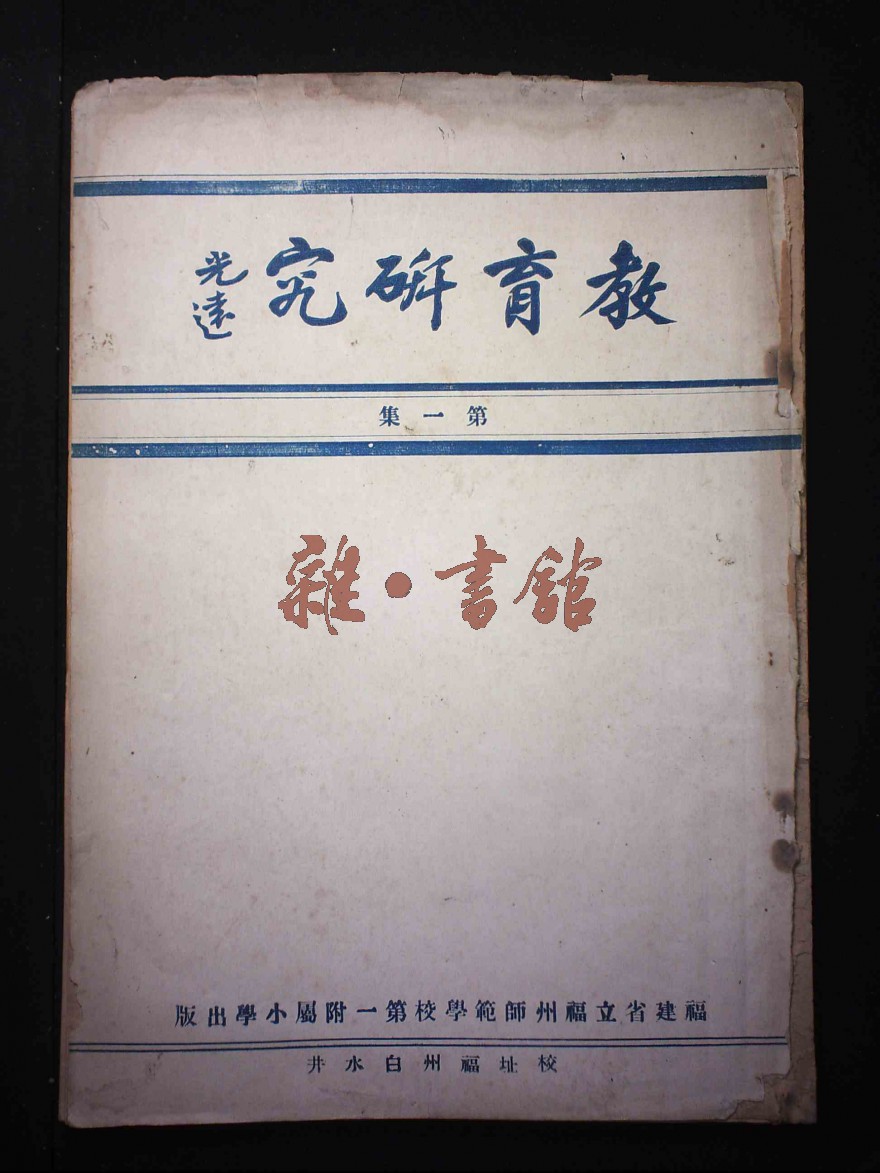 教育硏究
光遠
第一集
雜·書館
福建省立福州師範學校第一附屬小學出版
校址福州白水井